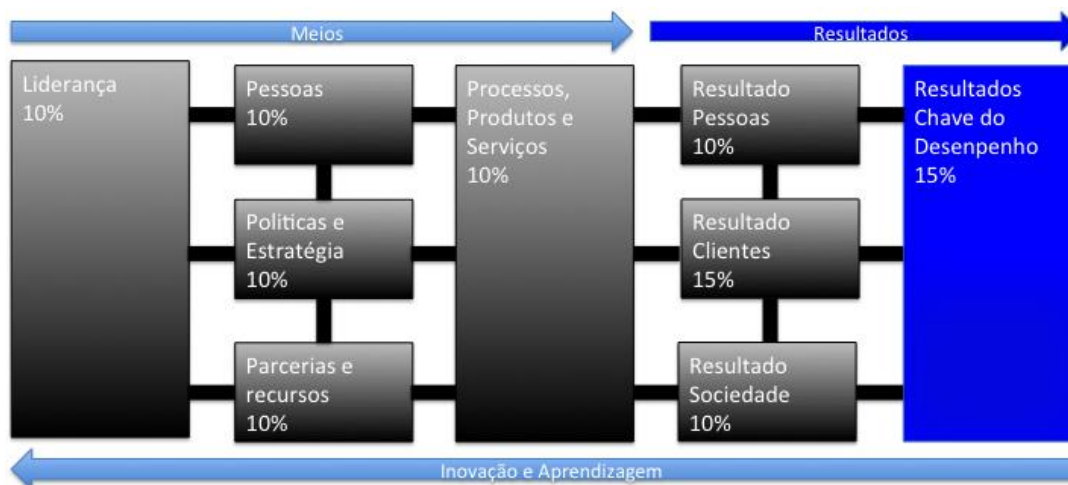 Meios
Resultados
Liderança
10%
Pessoas
10%
Politicas e
Estratégia
10%
Parcerias e
recursos
10%
Processos,
Produtos e
Serviços
10%
Resultado
Pessoas
10%
Resultado
Clientes
15%
Resultado
Sociedade
10%
Resultados
Chave do
Desenpenho
15%
Inovação e Aprendizagem